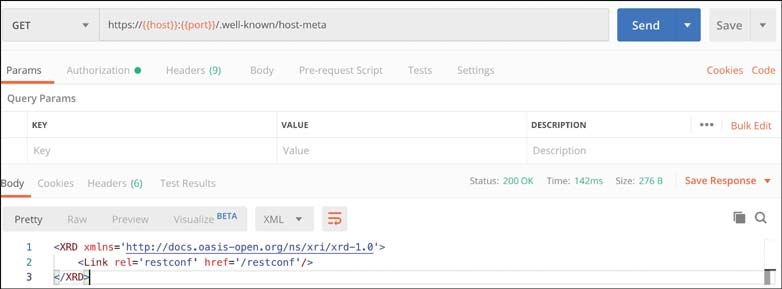 GET https://{{host}}:{{port}}/.well-known/host-meta Send Save
Params Authorization Headers (9) Body Pre-request Script Tests Settings Cookies Code
Query Params
KEY VALUE DESCRIPTION ••• Bulk Edit
Key Value Description
Body Cookies Headers (6) Test Results Status: 200 OK Time: 142ms Size: 276 B Save Response
Pretty Raw Preview Visualize BETA XML
1 <XRD xmlns='http://docs.oasis-open.org/ns/xri/xrd-1.0'>
2 <Link rel='restconf' href='/restconf'/>
3 </XRD>